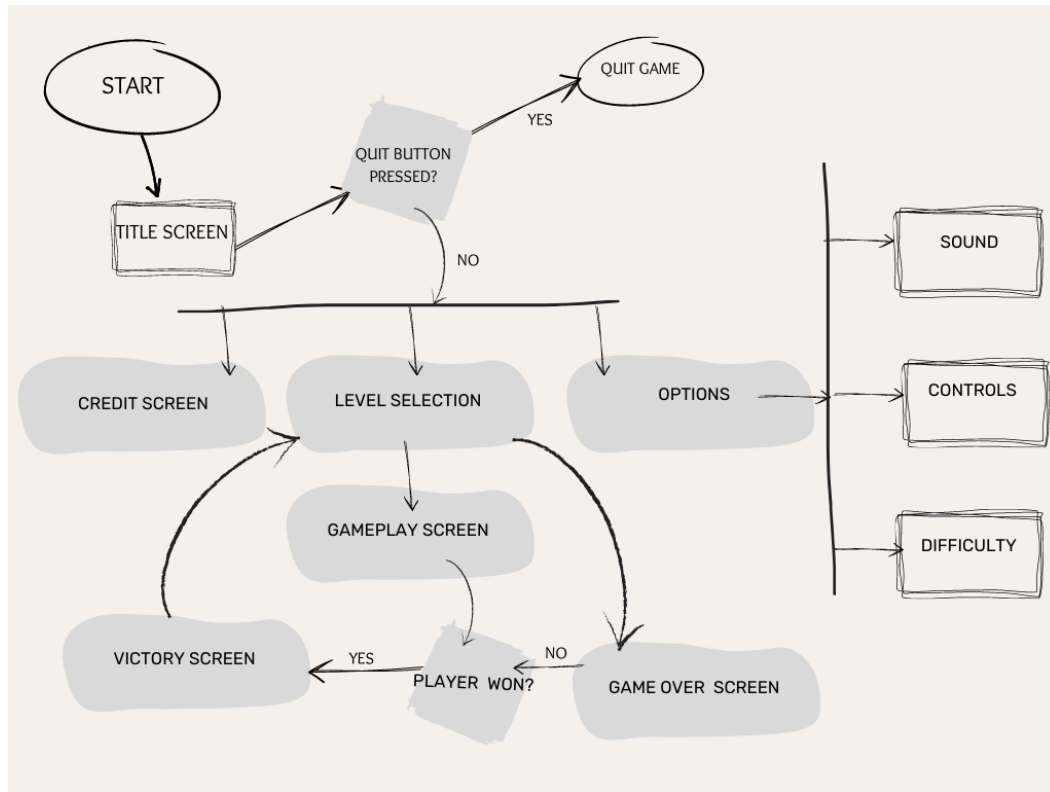 START
QUIT GAME
YES
QUIT BUTTON
PRESSED?
TITLE SCREEN
NO
SOUND
CREDIT SCREEN
LEVEL SELECTION
OPTIONS
CONTROLS
GAMEPLAY SCREEN
DIFFICULTY
VICTORY SCREEN
YES
PLAYER WON?
NO
GAME OVER SCREEN